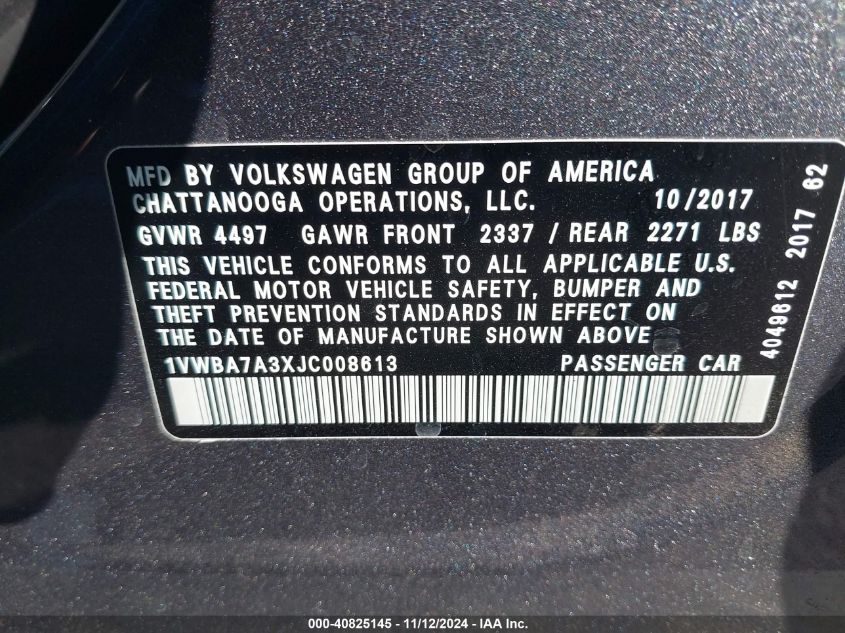 MFD BY VOLKSWAGEN GROUP OF AMERICA
CHATTANOOGA OPERATIONS, LLC. 10/2017
GVWR 4497 GAWR FRONT 2337 / REAR 2271 LBS
THIS VEHICLE CONFORMS TO ALL APPLICABLE U.S.
FEDERAL MOTOR VEHICLE SAFETY, BUMPER AND
THEFT PREVENTION STANDARDS IN EFFECT ON
THE DATE OF MANUFACTURE SHOWN ABOVE
1VWBA7A3XJC008613 PASSENGER CAR
4049612 2017 62
000-40825145 - 11/12/2024 - IAA Inc.